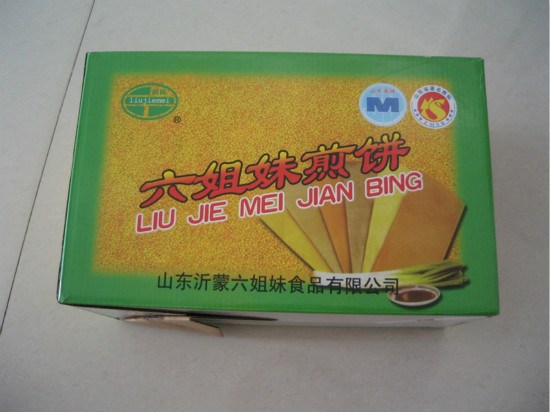 liujiemei
®
M
六姐妹煎饼
LIU JIE MEI JIAN BING
山东沂蒙六姐妹食品有限公司